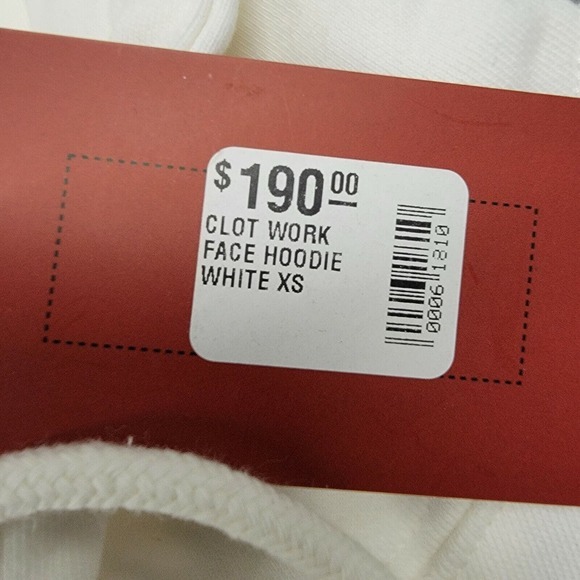 $190.00
CLOT WORK
FACE HOODIE
WHITE XS
00061810